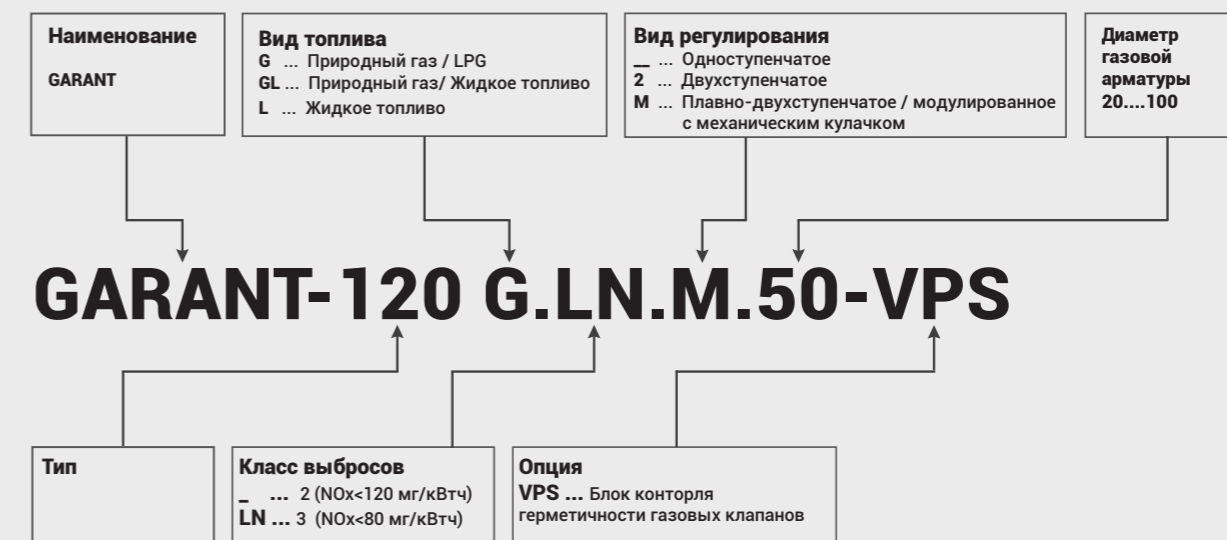 Наименование
GARANT
Вид топлива
G ... Природный газ / LPG
GL ... Природный газ/ Жидкое топливо
L ... Жидкое топливо
Вид регулирования
_ ... Одноступенчатое
2 ... Двухступенчатое
M ... Плавно-двухступенчатое / модулированное
с механическим кулачком
Диаметр
газовой
арматуры
20....100
GARANT-120 G.LN.M.50-VPS
Тип
Класс выбросов
_ ... 2 (NOx<120 мг/кВтч)
LN ... 3 (NOx<80 мг/кВтч)
Опция
VPS ... Блок конторля
герметичности газовых клапанов